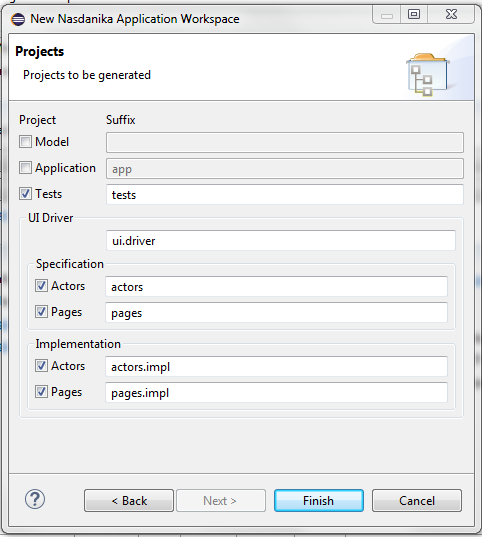 New Nasdanika Application Workspace
Projects
Projects to be generated
Project Suffix
Model
Application app
Tests tests
UI Driver
ui.driver
Specification
Actors actors
Pages pages
Implementation
Actors actors.impl
Pages pages.impl
? < Back Next > Finish Cancel